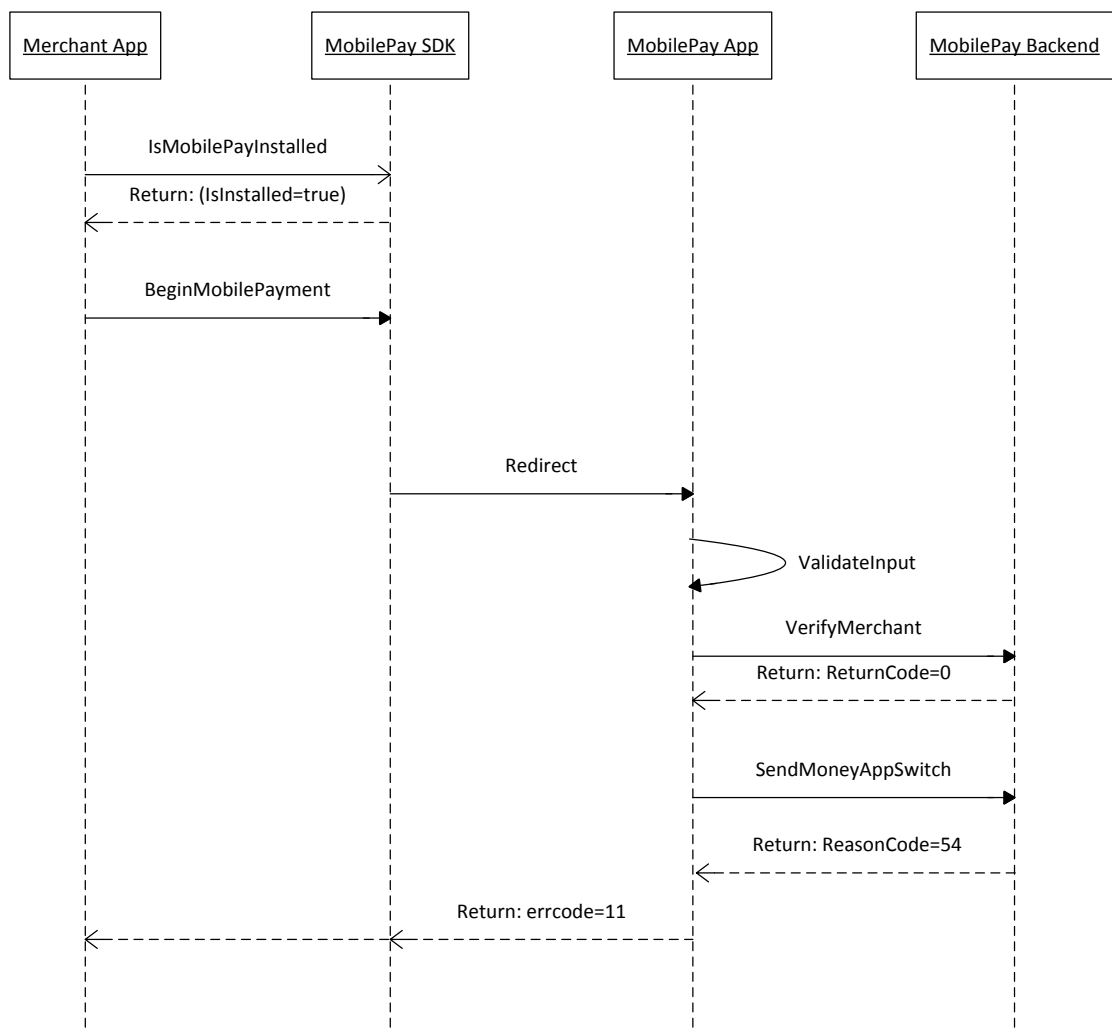 Merchant App
MobilePay SDK
MobilePay App
MobilePay Backend
IsMobilePayInstalled
Return: (IsInstalled=true)
BeginMobilePayment
Redirect
ValidateInput
VerifyMerchant
Return: ReturnCode=0
SendMoneyAppSwitch
Return: ReasonCode=54
Return: errcode=11